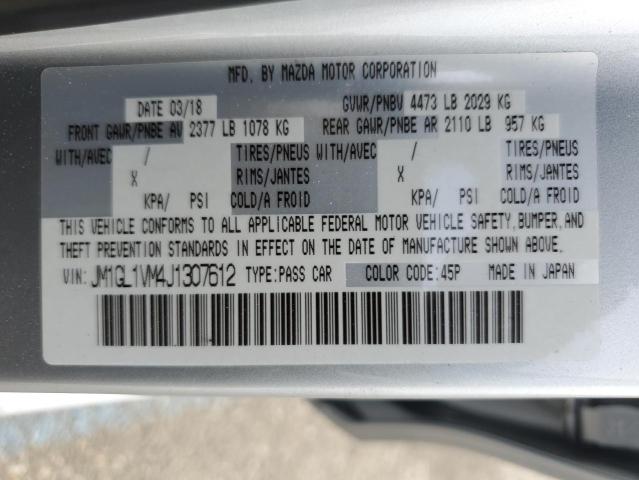 MFD. BY MAZDA MOTOR CORPORATION
DATE 03/18 GVWR/PNBV 4473 LB 2029 KG
FRONT GAWR/PNBE AV 2377 LB 1078 KG REAR GAWR/PNBE AR 2110 LB 957 KG
WITH/AVEC / TIRES/PNEUS WITH/AVEC / TIRES/PNEUS
X RIMS/JANTES X RIMS/JANTES
KPA/ PSI COLD/A FROID KPA/ PSI COLD/A FROID
THIS VEHICLE CONFORMS TO ALL APPLICABLE FEDERAL MOTOR VEHICLE SAFETY, BUMPER, AND
THEFT PREVENTION STANDARDS IN EFFECT ON THE DATE OF MANUFACTURE SHOWN ABOVE.
VIN: JM1GL1VM4J1307612 TYPE: PASS CAR COLOR CODE: 45P MADE IN JAPAN